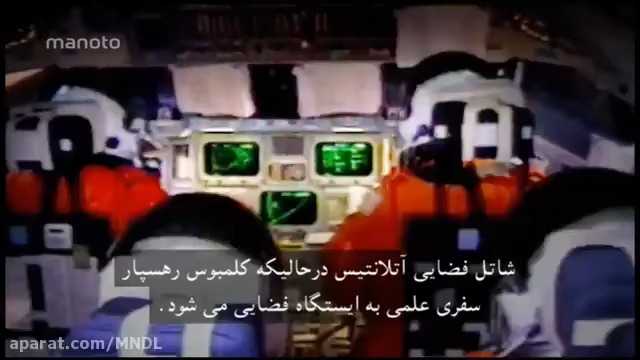 manoto
شاتل فضایی آتلانتیس درحالیکه کلمبوس رهسپار
سفری علمی به ایستگاه فضایی می شود.
aparat.com/MNDL